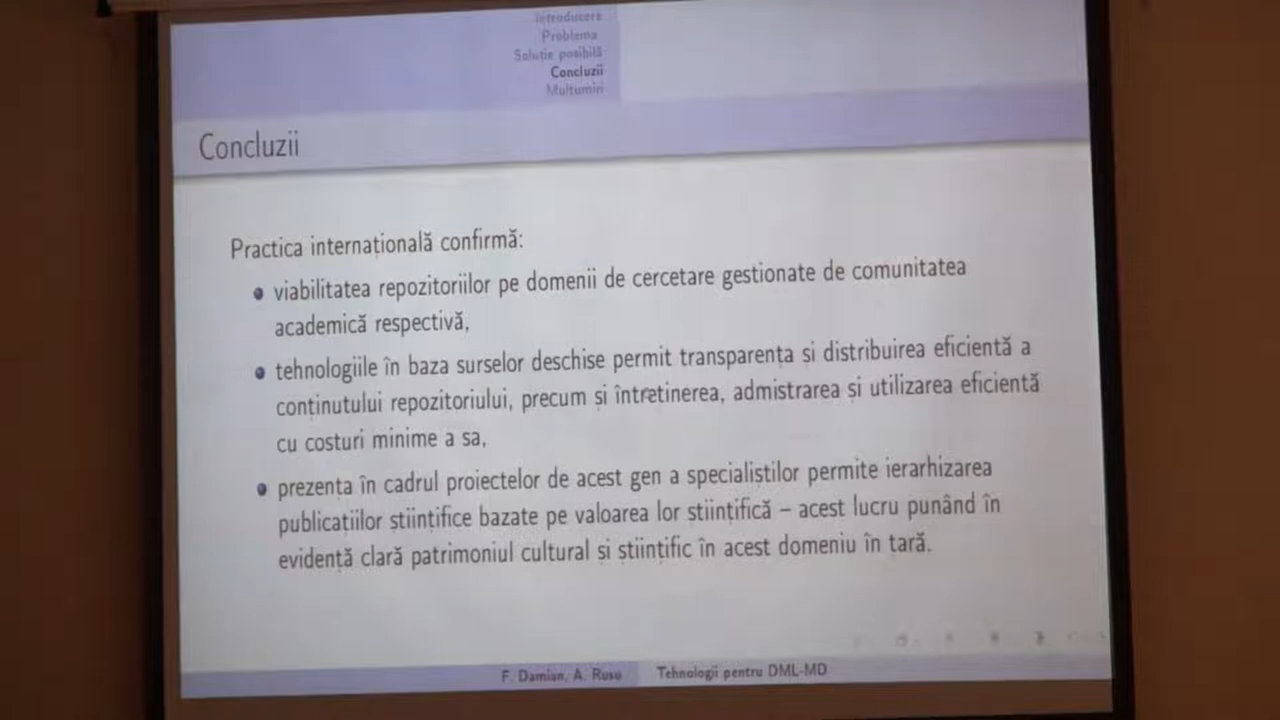 Introducere
Problema
Soluție posibilă
Concluzii
Multumiri
Concluzii
Practica internațională confirmă:
viabilitatea repozitoriilor pe domenii de cercetare gestionate de comunitatea
academică respectivă,
tehnologiile în baza surselor deschise permit transparența și distribuirea eficientă a
conținutului repozitoriului, precum și întreținerea, admistrarea și utilizarea eficientă
cu costuri minime a sa,
prezența în cadrul proiectelor de acest gen a specialiștilor permite ierarhizarea
publicațiilor științifice bazate pe valoarea lor științifică – acest lucru punând în
evidență clară patrimoniul cultural și științific în acest domeniu în țară.
F. Damian, A. Rusu Tehnologii pentru DML-MD